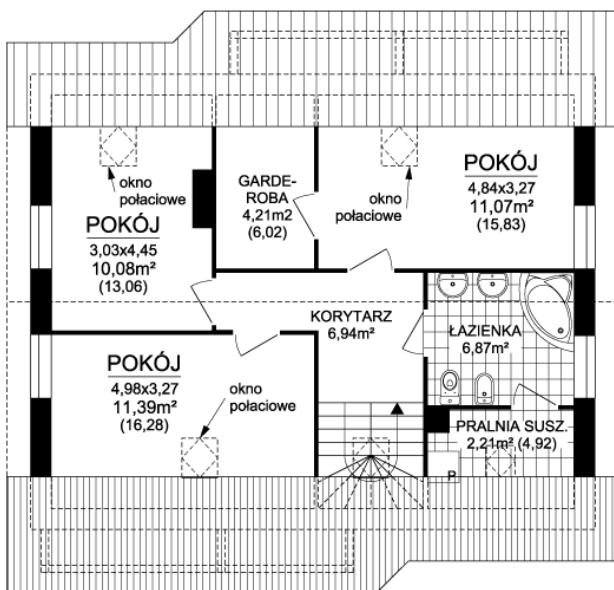 okno
połaciowe
POKÓJ
3,03x4,45
10,08m²
(13,06)
GARDE-
ROBA
4,21m2
(6,02)
okno
połaciowe
POKÓJ
4,84x3,27
11,07m²
(15,83)
KORYTARZ
6,94m²
ŁAZIENKA
6,87m²
POKÓJ
4,98x3,27
11,39m²
(16,28)
okno
połaciowe
PRALNIA SUSZ.
2,21m² (4,92)
P